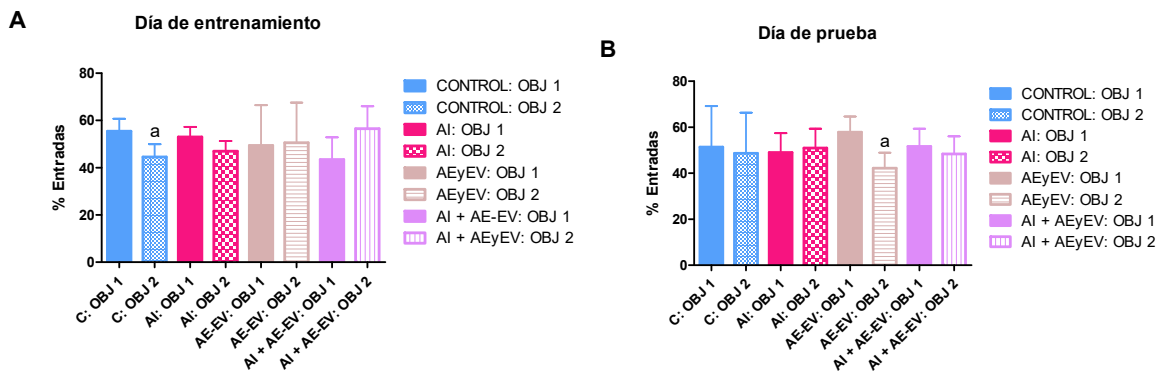 A
Día de entrenamiento
% Entradas
80
60
40
20
0
a
C: OBJ 1
C: OBJ 2
AI: OBJ 1
AI: OBJ 2
AE-EV: OBJ 1
AE-EV: OBJ 2
AI + AE-EV: OBJ 1
AI + AE-EV: OBJ 2
CONTROL: OBJ 1
CONTROL: OBJ 2
AI: OBJ 1
AI: OBJ 2
AEyEV: OBJ 1
AEyEV: OBJ 2
AI + AE-EV: OBJ 1
AI + AEyEV: OBJ 2
B
Día de prueba
% Entradas
80
60
40
20
0
a
C: OBJ 1
C: OBJ 2
AI: OBJ 1
AI: OBJ 2
AE-EV: OBJ 1
AE-EV: OBJ 2
AI + AE-EV: OBJ 1
AI + AE-EV: OBJ 2
CONTROL: OBJ 1
CONTROL: OBJ 2
AI: OBJ 1
AI: OBJ 2
AEyEV: OBJ 1
AEyEV: OBJ 2
AI + AEyEV: OBJ 1
AI + AEyEV: OBJ 2